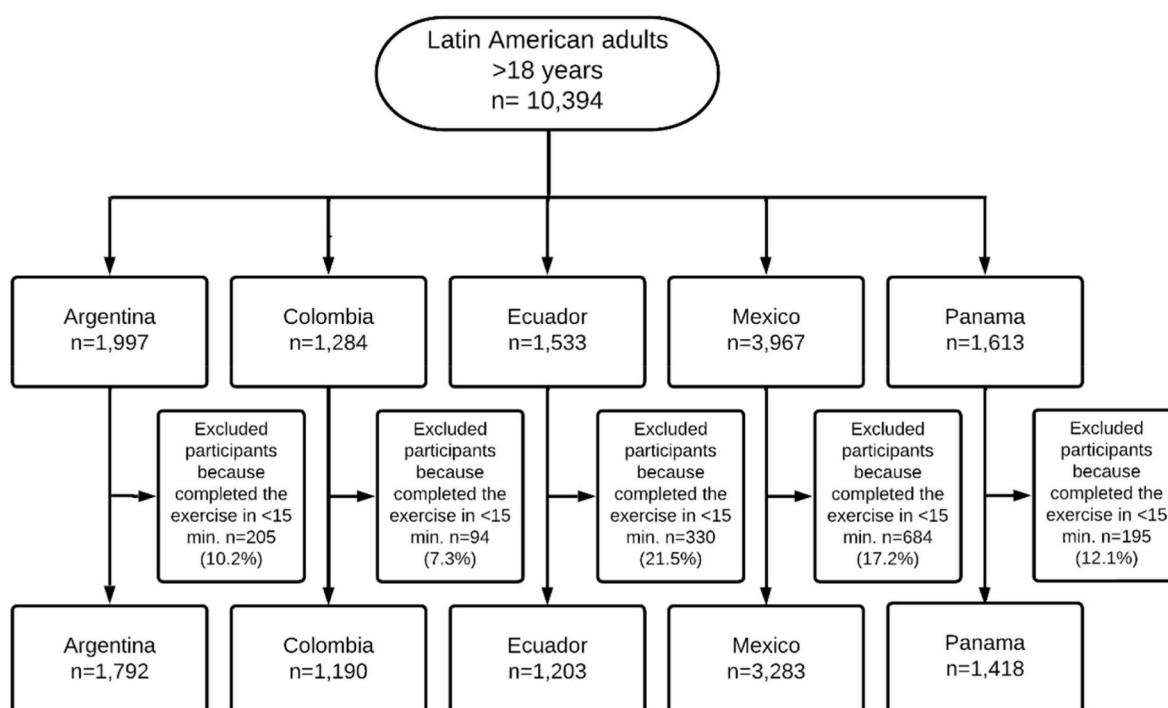 Latin American adults
>18 years
n= 10,394
Argentina
n=1,997
Colombia
n=1,284
Ecuador
n=1,533
Mexico
n=3,967
Panama
n=1,613
Excluded
participants
because
completed the
exercise in <15
min. n=205
(10.2%)
Excluded
participants
because
completed the
exercise in <15
min. n=94
(7.3%)
Excluded
participants
because
completed the
exercise in <15
min. n=330
(21.5%)
Excluded
participants
because
completed the
exercise in <15
min. n=684
(17.2%)
Excluded
participants
because
completed the
exercise in <15
min. n=195
(12.1%)
Argentina
n=1,792
Colombia
n=1,190
Ecuador
n=1,203
Mexico
n=3,283
Panama
n=1,418